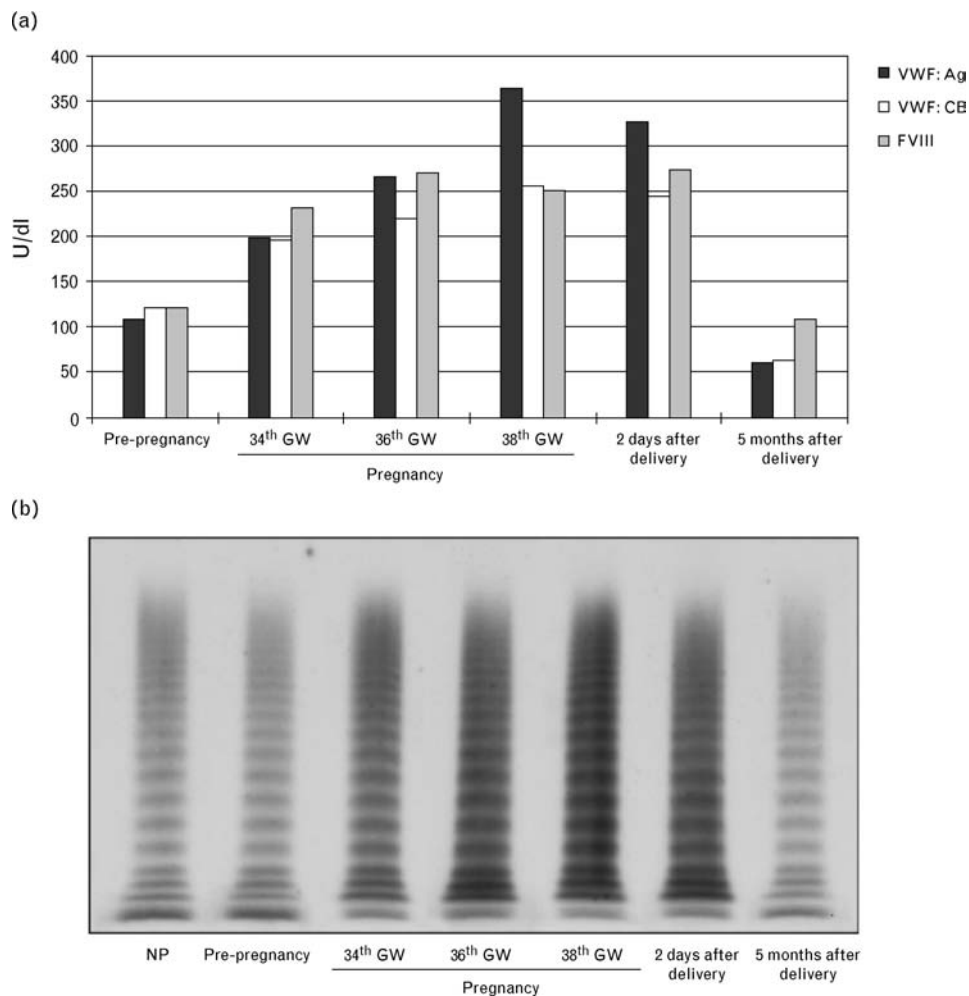 (a)
400
350
300
250
200
150
100
50
0
U/dl
VWF: Ag
VWF: CB
FVIII
Pre-pregnancy 34th GW 36th GW 38th GW 2 days after delivery 5 months after delivery
Pregnancy
(b)
NP Pre-pregnancy 34th GW 36th GW 38th GW 2 days after delivery 5 months after delivery
Pregnancy